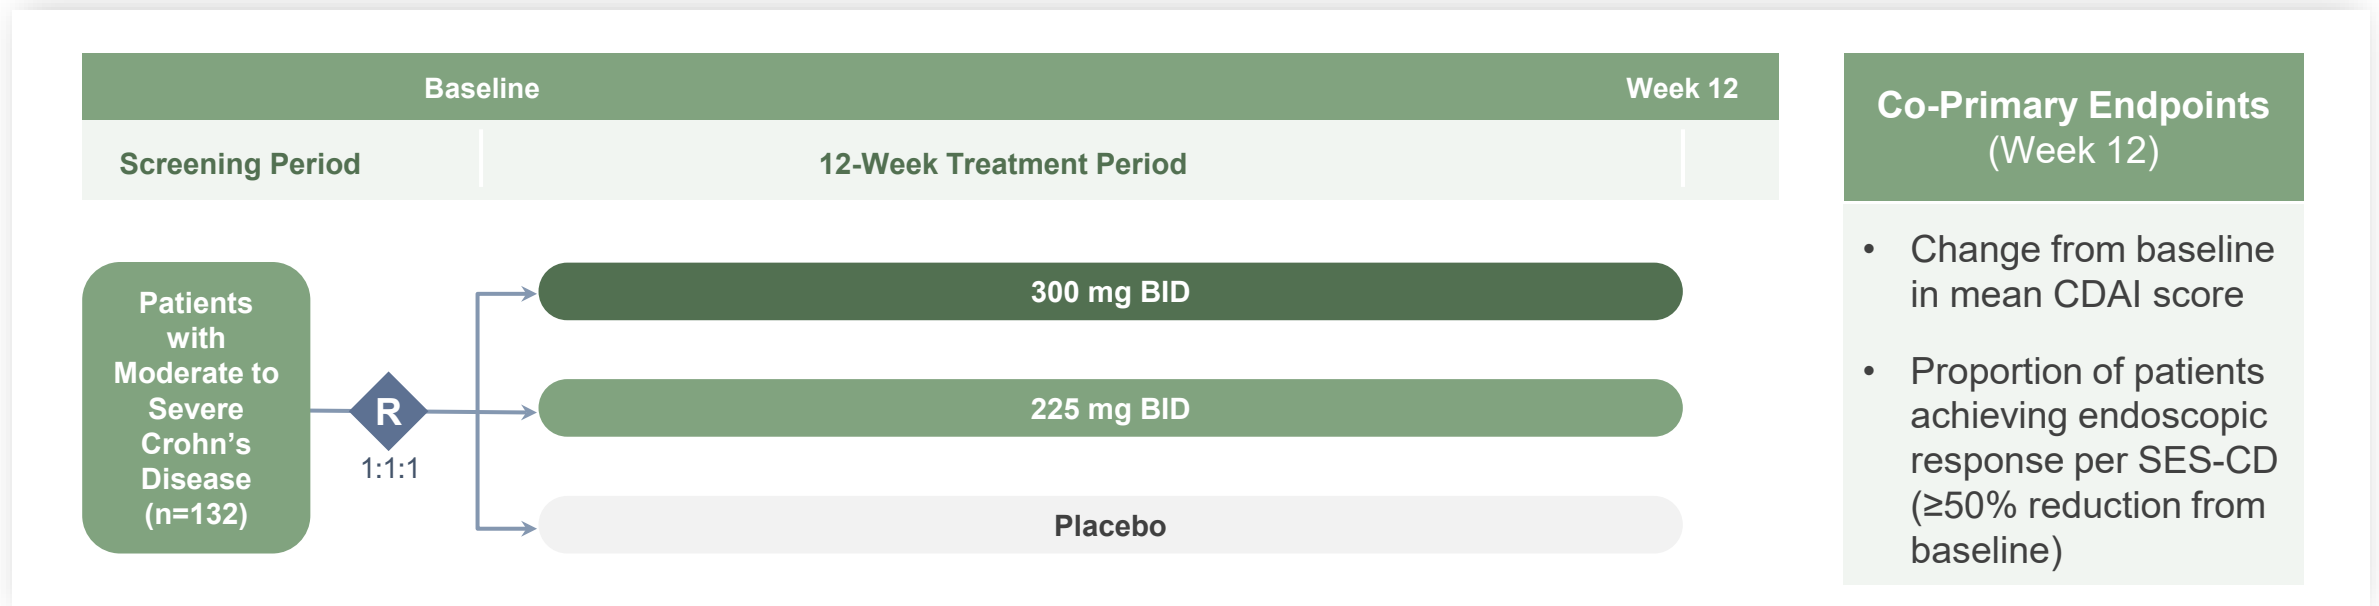 Baseline
Week 12
Screening Period
12-Week Treatment Period
Patients
with
Moderate to
Severe
Crohn’s
Disease
(n=132)
R
1:1:1
300 mg BID
225 mg BID
Placebo
Co-Primary Endpoints
(Week 12)
• Change from baseline
in mean CDAI score
• Proportion of patients
achieving endoscopic
response per SES-CD
(≥50% reduction from
baseline)